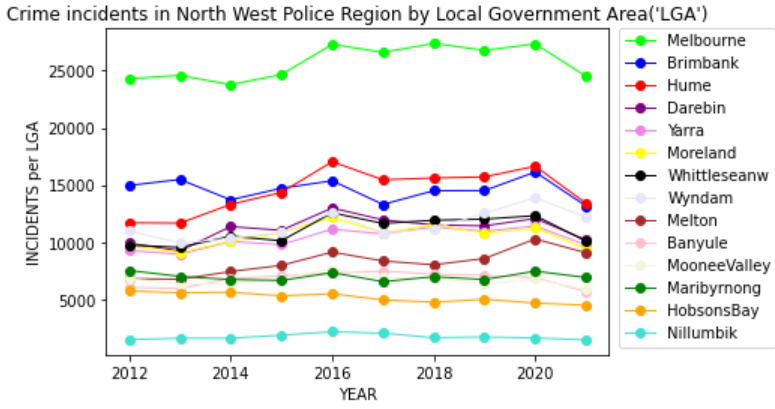 Crime incidents in North West Police Region by Local Government Area('LGA')
INCIDENTS per LGA
25000
20000
15000
10000
5000
2012
2014
2016
2018
2020
YEAR
Melbourne
Brimbank
Hume
Darebin
Yarra
Moreland
Whittleseanw
Wyndam
Melton
Banyule
MooneeValley
Maribyrnong
HobsonsBay
Nillumbik